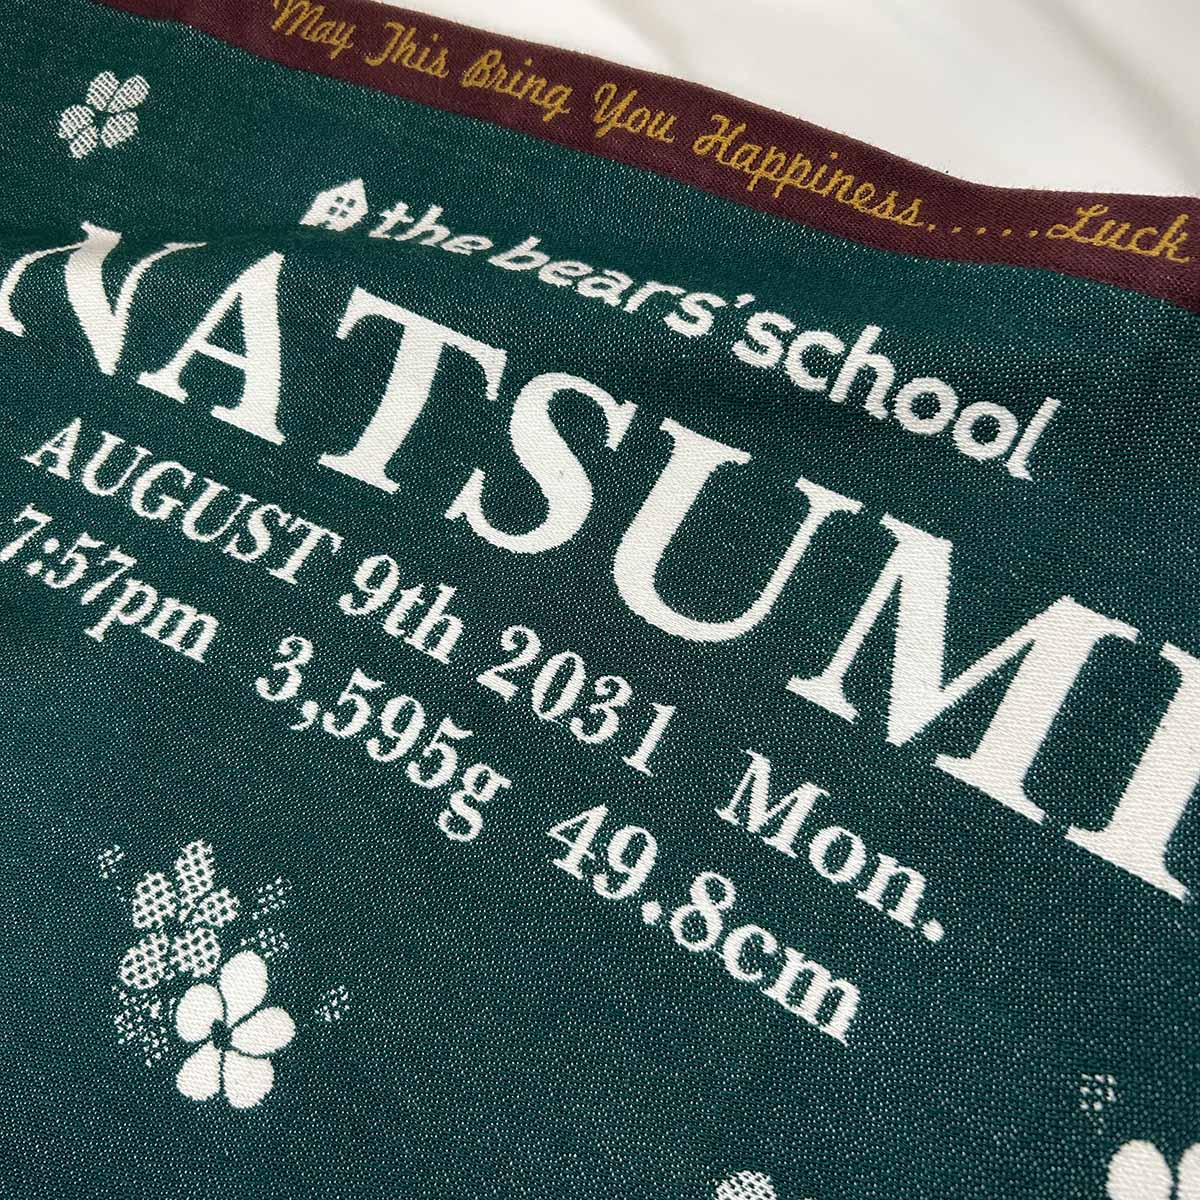 May This Bring You Happiness.....Luck
the bears'school
NATSUMI
AUGUST 9th 2031 Mon.
7:57pm 3,595g 49.8cm